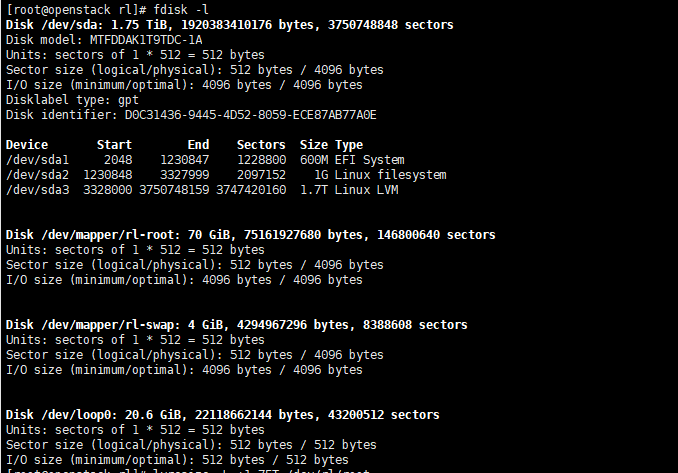 [root@openstack rl]# fdisk -l
Disk /dev/sda: 1.75 TiB, 1920383410176 bytes, 3750748848 sectors
Disk model: MTFDDAK1T9TDC-1A
Units: sectors of 1 * 512 = 512 bytes
Sector size (logical/physical): 512 bytes / 4096 bytes
I/O size (minimum/optimal): 4096 bytes / 4096 bytes
Disklabel type: gpt
Disk identifier: D0C31436-9445-4D52-8059-ECE87AB77A0E
Device Start End Sectors Size Type
/dev/sda1 2048 1230847 1228800 600M EFI System
/dev/sda2 1230848 3327999 2097152 1G Linux filesystem
/dev/sda3 3328000 3750748159 3747420160 1.7T Linux LVM
Disk /dev/mapper/rl-root: 70 GiB, 75161927680 bytes, 146800640 sectors
Units: sectors of 1 * 512 = 512 bytes
Sector size (logical/physical): 512 bytes / 4096 bytes
I/O size (minimum/optimal): 4096 bytes / 4096 bytes
Disk /dev/mapper/rl-swap: 4 GiB, 4294967296 bytes, 8388608 sectors
Units: sectors of 1 * 512 = 512 bytes
Sector size (logical/physical): 512 bytes / 4096 bytes
I/O size (minimum/optimal): 4096 bytes / 4096 bytes
Disk /dev/loop0: 20.6 GiB, 22118662144 bytes, 43200512 sectors
Units: sectors of 1 * 512 = 512 bytes
Sector size (logical/physical): 512 bytes / 512 bytes
I/O size (minimum/optimal): 512 bytes / 512 bytes
[root@openstack rl]#